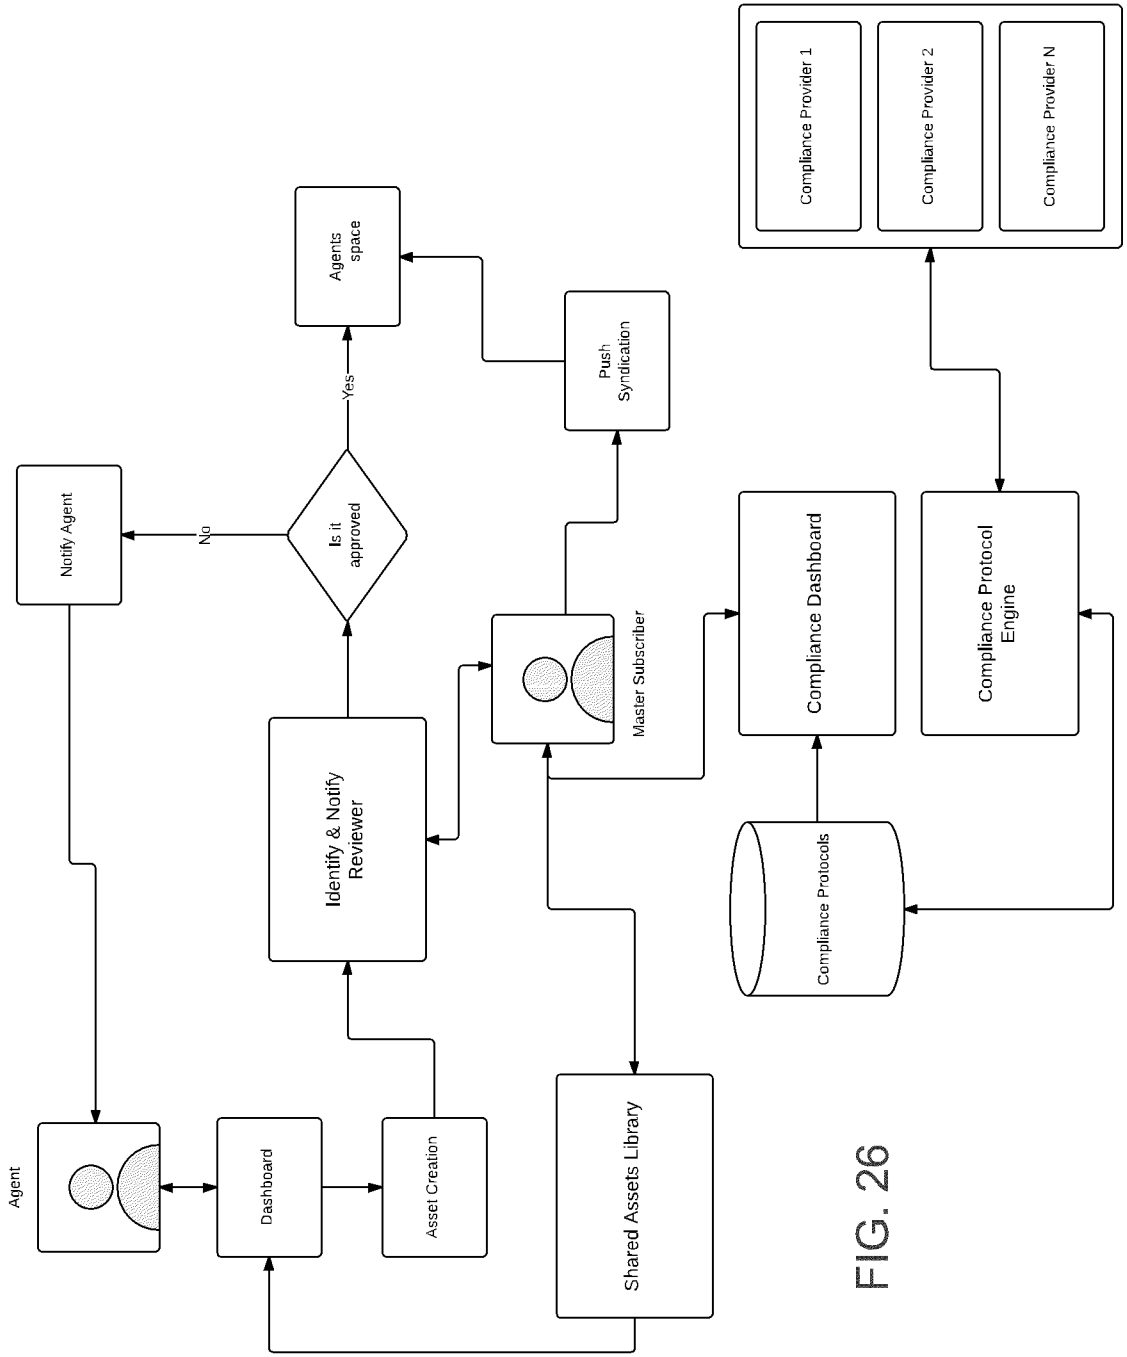 Agent
Dashboard
Asset Creation
Shared Assets Library
Notify Agent
No
Identify & Notify
Reviewer
Is it
approved
Yes
Agents
space
Master Subscriber
Push
Syndication
Compliance Protocols
Compliance Dashboard
Compliance Protocol
Engine
Compliance Provider 1
Compliance Provider 2
Compliance Provider N
FIG. 26